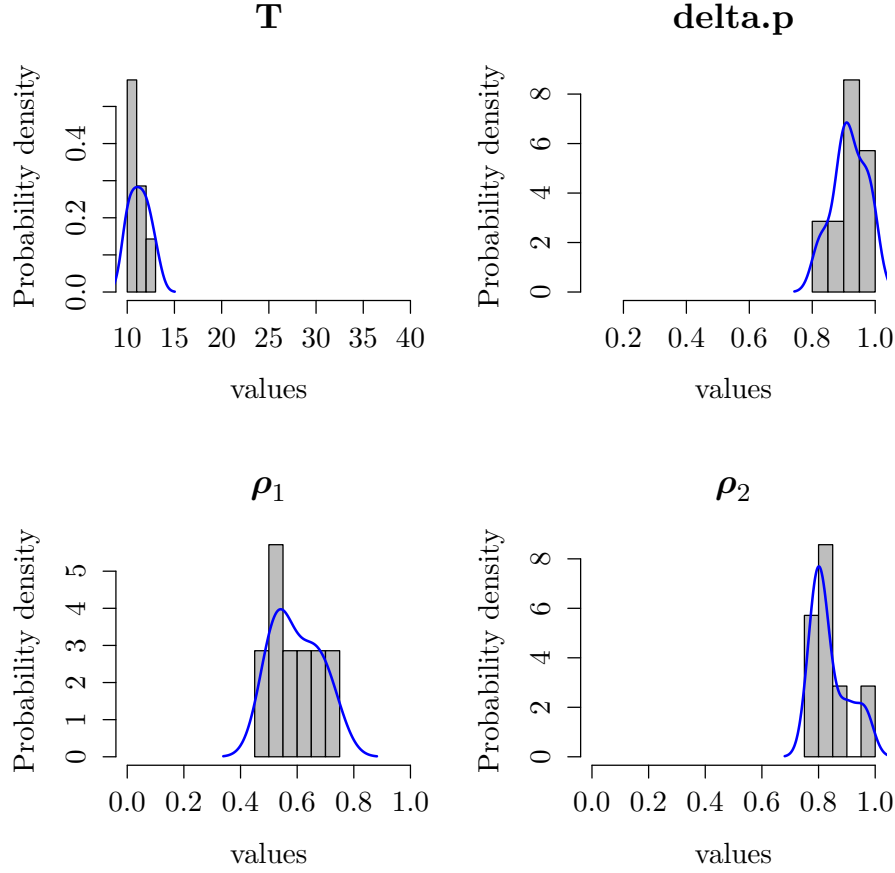 T
Probability density
0.0 0.2 0.4
10 15 20 25 30 35 40
values
delta.p
Probability density
0 2 4 6 8
0.2 0.4 0.6 0.8 1.0
values
ρ1
Probability density
0 1 2 3 4 5
0.0 0.2 0.4 0.6 0.8 1.0
values
ρ2
Probability density
0 2 4 6 8
0.0 0.2 0.4 0.6 0.8 1.0
values